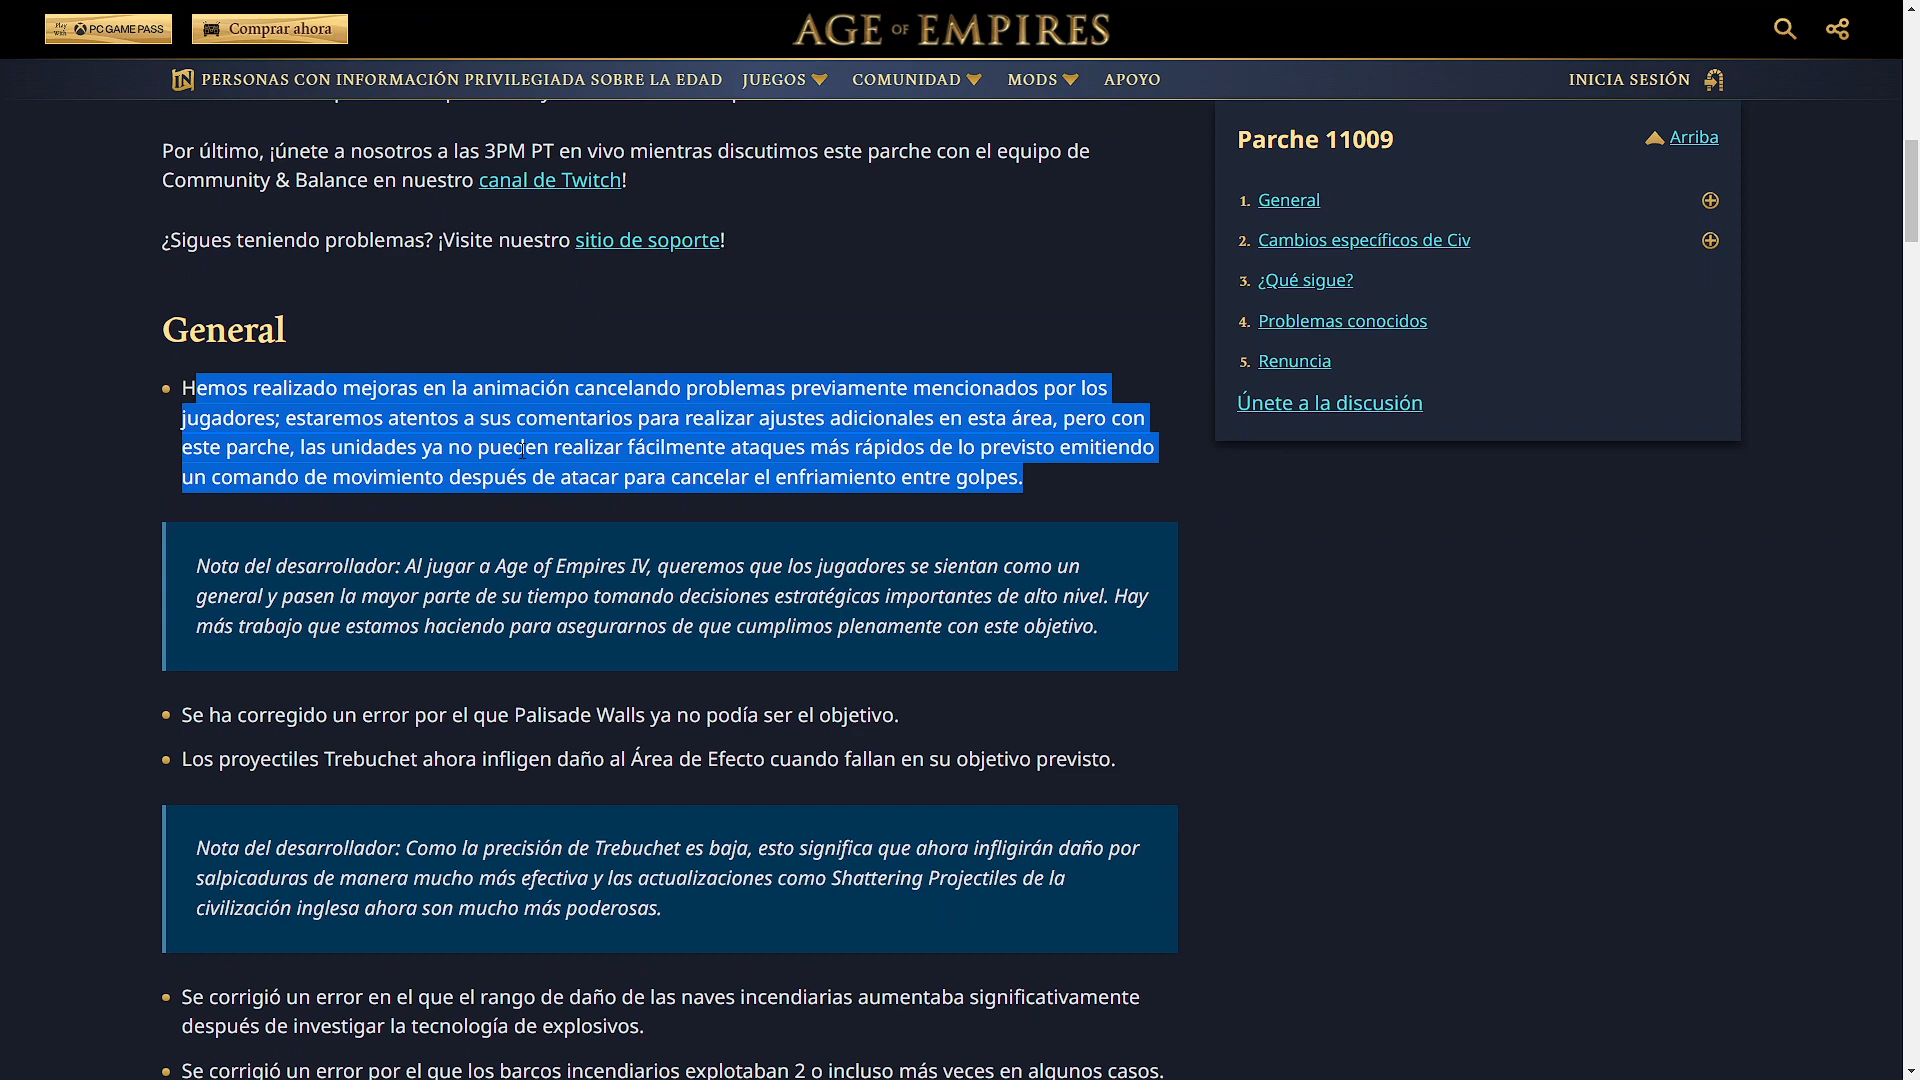 Play With PC GAME PASS
Comprar ahora
AGE OF EMPIRES
PERSONAS CON INFORMACIÓN PRIVILEGIADA SOBRE LA EDAD
JUEGOS
COMUNIDAD
MODS
APOYO
INICIA SESIÓN
Por último, ¡únete a nosotros a las 3PM PT en vivo mientras discutimos este parche con el equipo de
Community & Balance en nuestro canal de Twitch!
¿Sigues teniendo problemas? ¡Visite nuestro sitio de soporte!
General
Hemos realizado mejoras en la animación cancelando problemas previamente mencionados por los
jugadores; estaremos atentos a sus comentarios para realizar ajustes adicionales en esta área, pero con
este parche, las unidades ya no pueden realizar fácilmente ataques más rápidos de lo previsto emitiendo
un comando de movimiento después de atacar para cancelar el enfriamiento entre golpes.
Nota del desarrollador: Al jugar a Age of Empires IV, queremos que los jugadores se sientan como un
general y pasen la mayor parte de su tiempo tomando decisiones estratégicas importantes de alto nivel. Hay
más trabajo que estamos haciendo para asegurarnos de que cumplimos plenamente con este objetivo.
Se ha corregido un error por el que Palisade Walls ya no podía ser el objetivo.
Los proyectiles Trebuchet ahora infligen daño al Área de Efecto cuando fallan en su objetivo previsto.
Nota del desarrollador: Como la precisión de Trebuchet es baja, esto significa que ahora infligirán daño por
salpicaduras de manera mucho más efectiva y las actualizaciones como Shattering Projectiles de la
civilización inglesa ahora son mucho más poderosas.
Se corrigió un error en el que el rango de daño de las naves incendiarias aumentaba significativamente
después de investigar la tecnología de explosivos.
Se corrigió un error por el que los barcos incendiarios explotaban 2 o incluso más veces en algunos casos.
Parche 11009
Arriba
1. General
2. Cambios específicos de Civ
3. ¿Qué sigue?
4. Problemas conocidos
5. Renuncia
Únete a la discusión